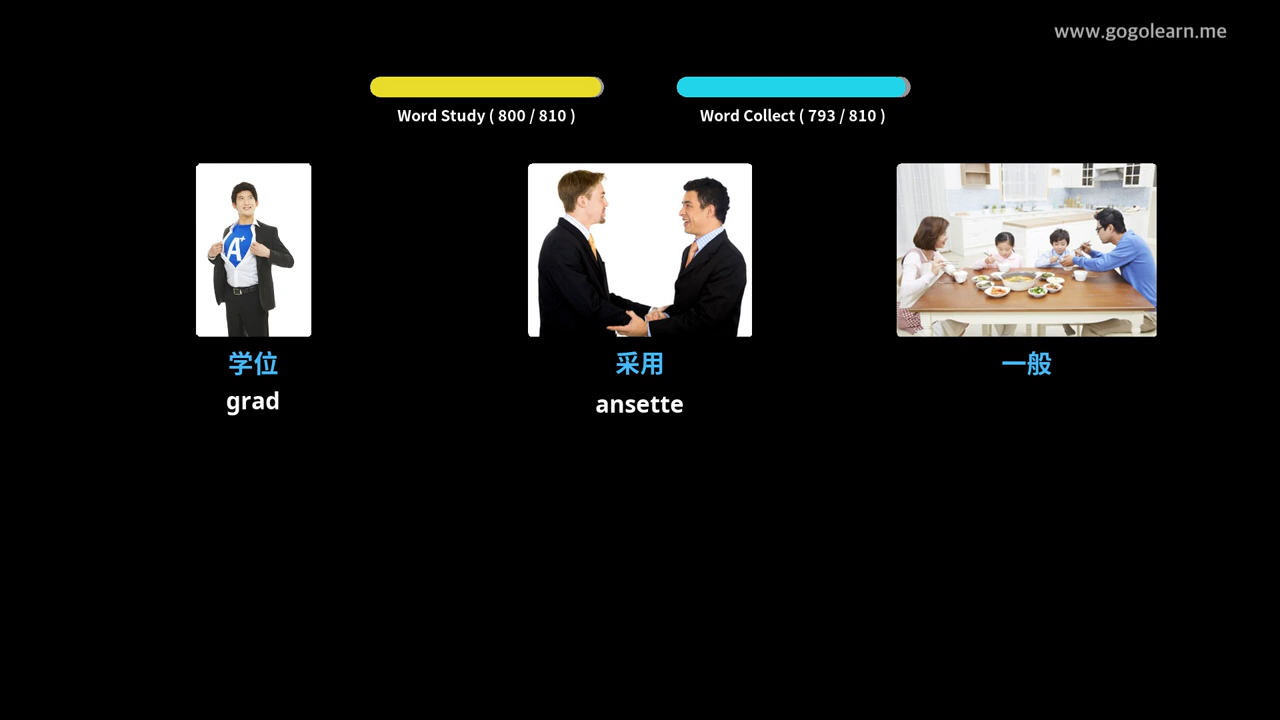 www.gogolearn.me
Word Study ( 800 / 810 )
Word Collect ( 793 / 810 )
A+
学位
采用
一般
grad
ansette